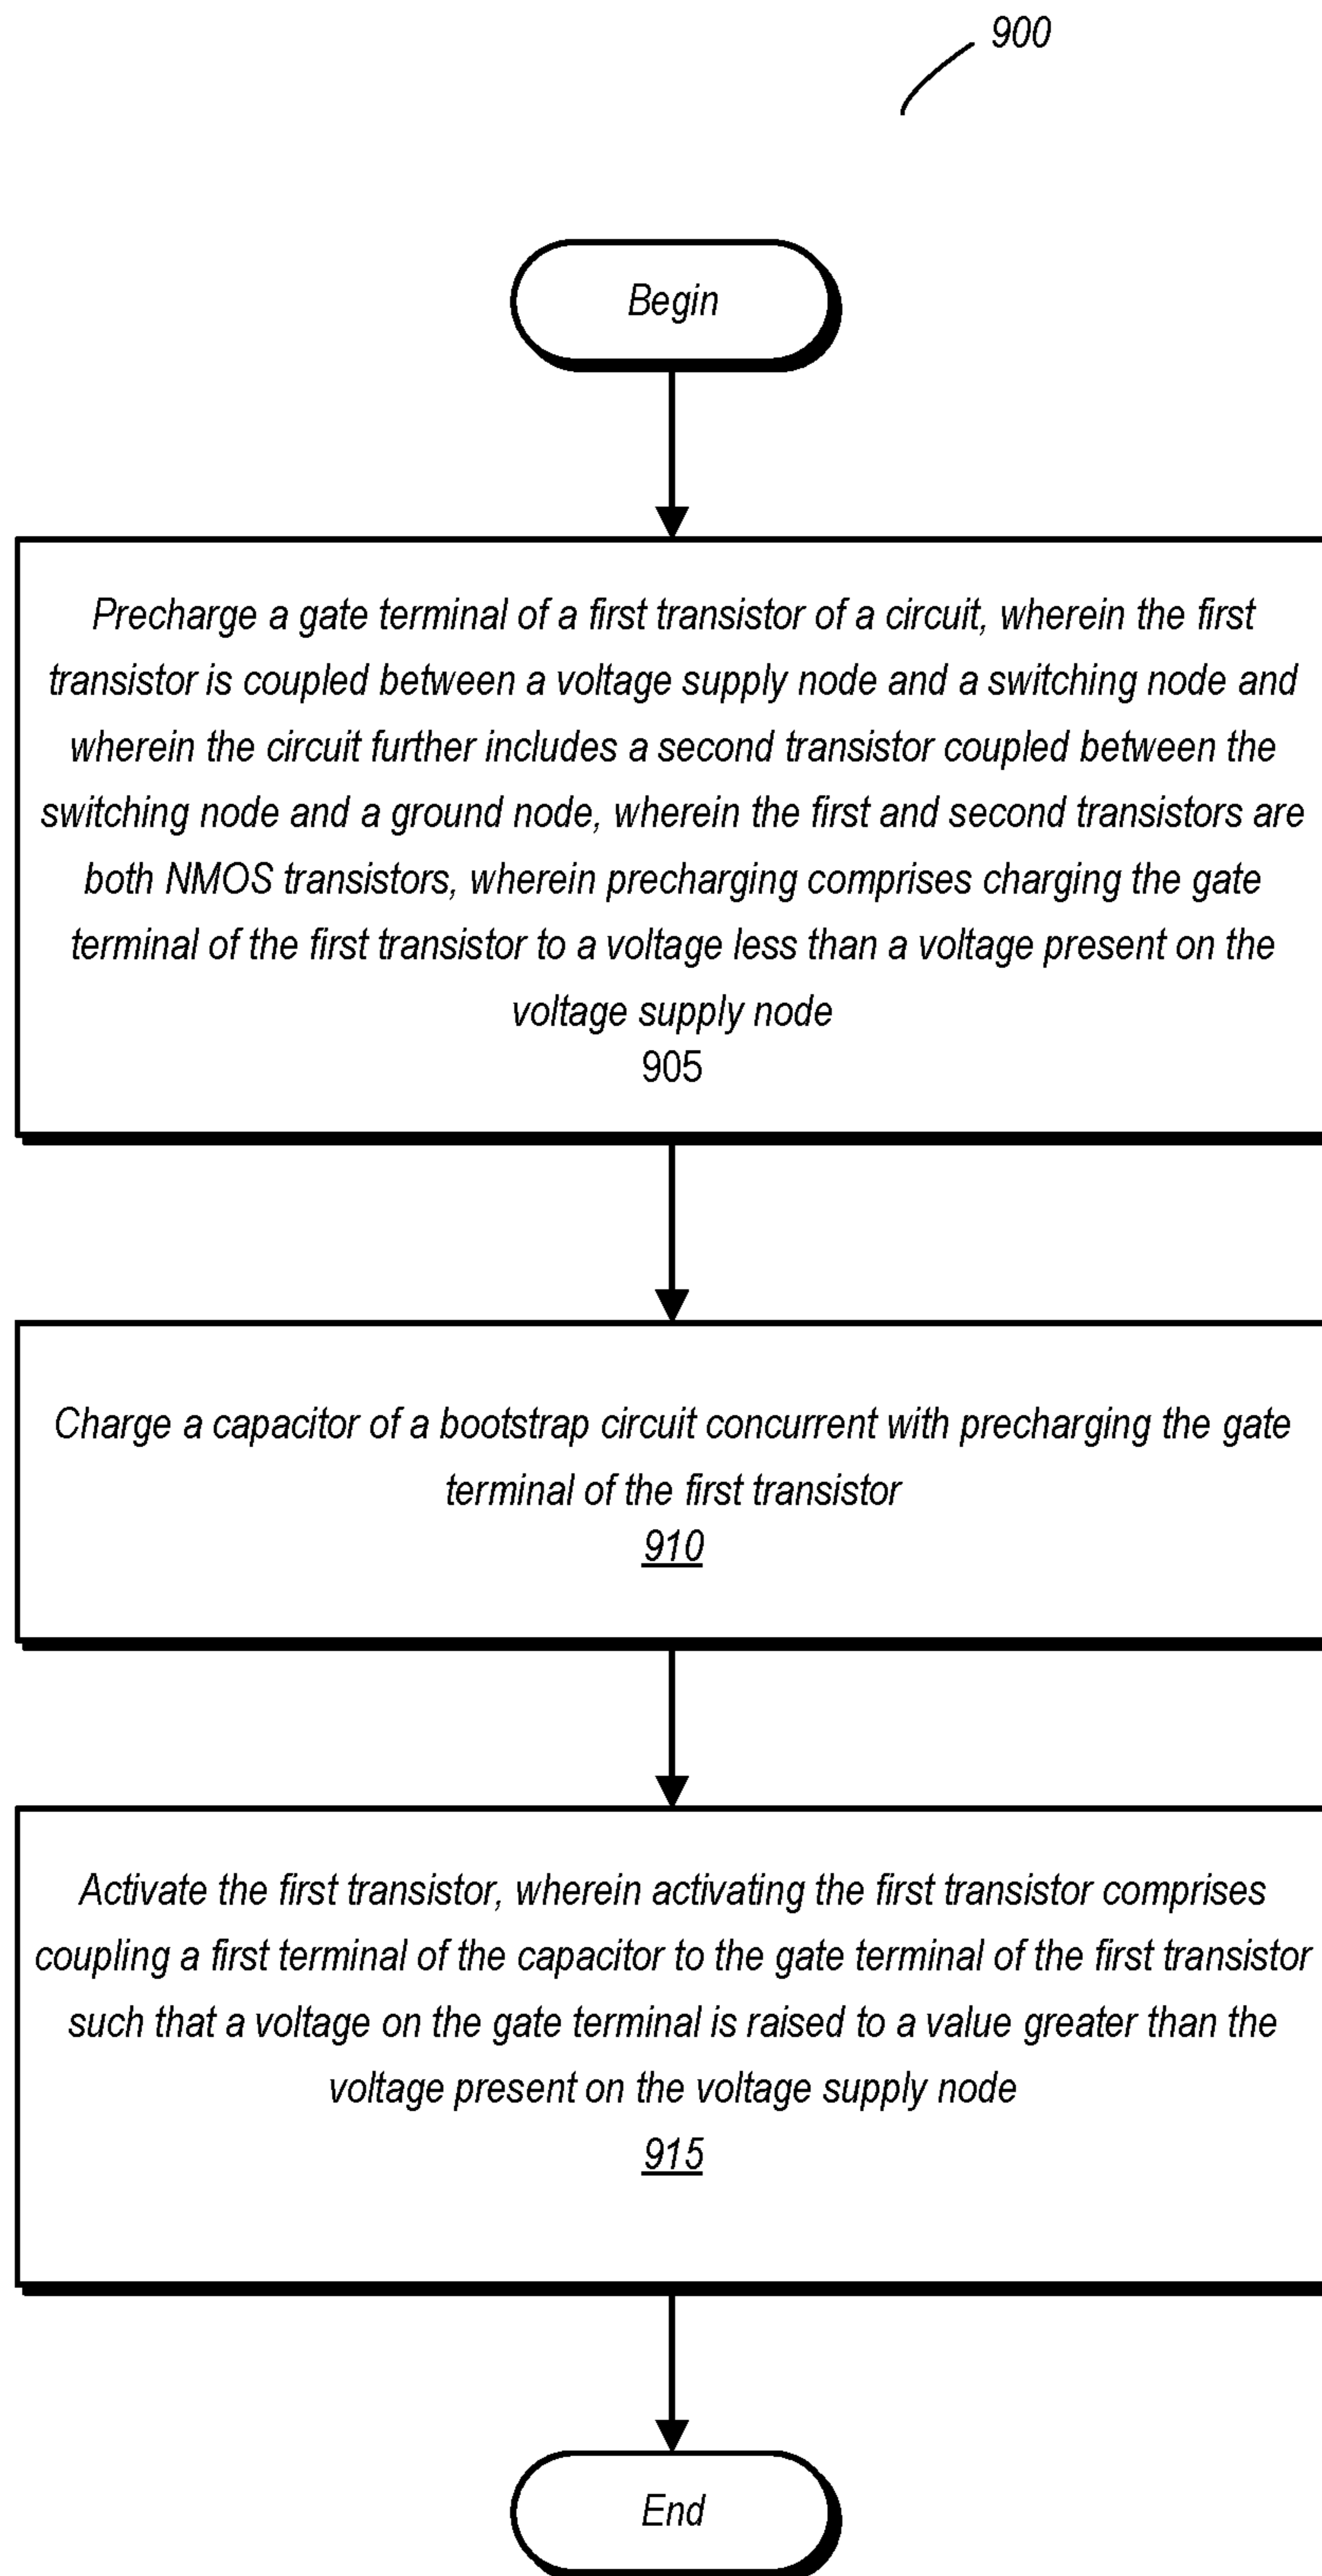 900
Begin
Precharge a gate terminal of a first transistor of a circuit, wherein the first
transistor is coupled between a voltage supply node and a switching node and
wherein the circuit further includes a second transistor coupled between the
switching node and a ground node, wherein the first and second transistors are
both NMOS transistors, wherein precharging comprises charging the gate
terminal of the first transistor to a voltage less than a voltage present on the
voltage supply node
905
Charge a capacitor of a bootstrap circuit concurrent with precharging the gate
terminal of the first transistor
910
Activate the first transistor, wherein activating the first transistor comprises
coupling a first terminal of the capacitor to the gate terminal of the first transistor
such that a voltage on the gate terminal is raised to a value greater than the
voltage present on the voltage supply node
915
End